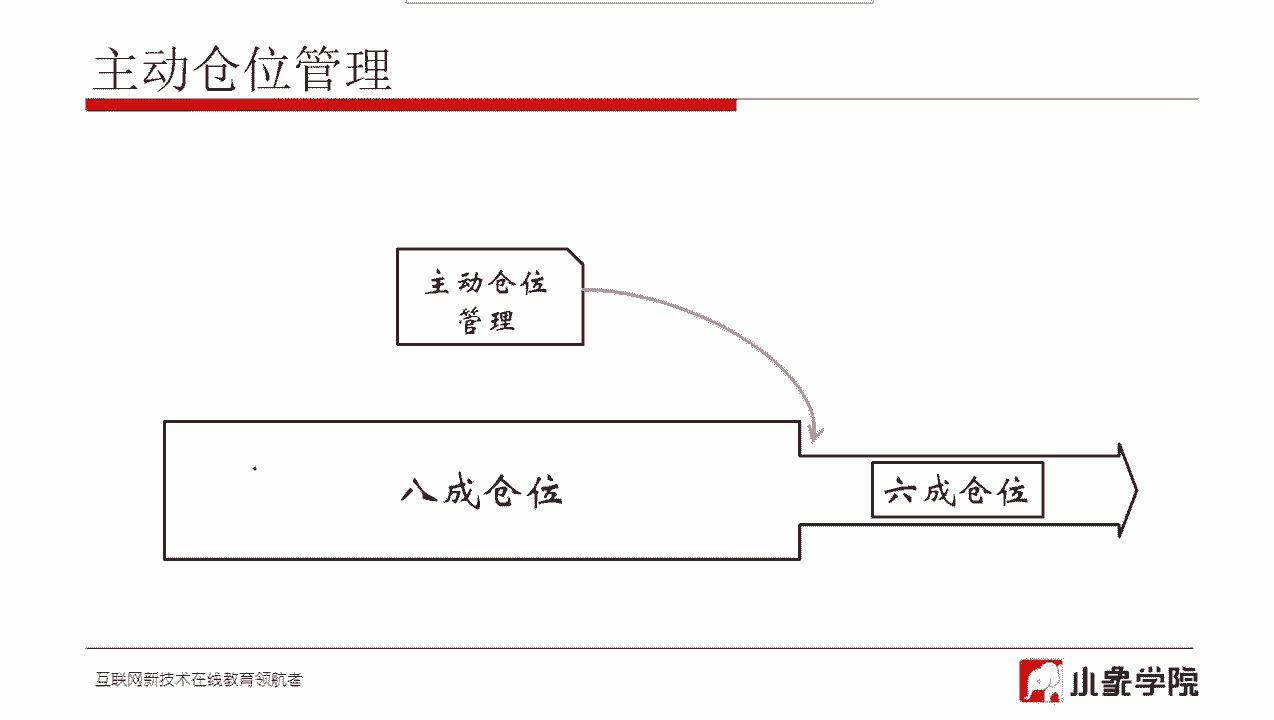 主动仓位管理
主动仓位
管理
八成仓位
六成仓位
互联网新技术在线教育领航者
小象学院